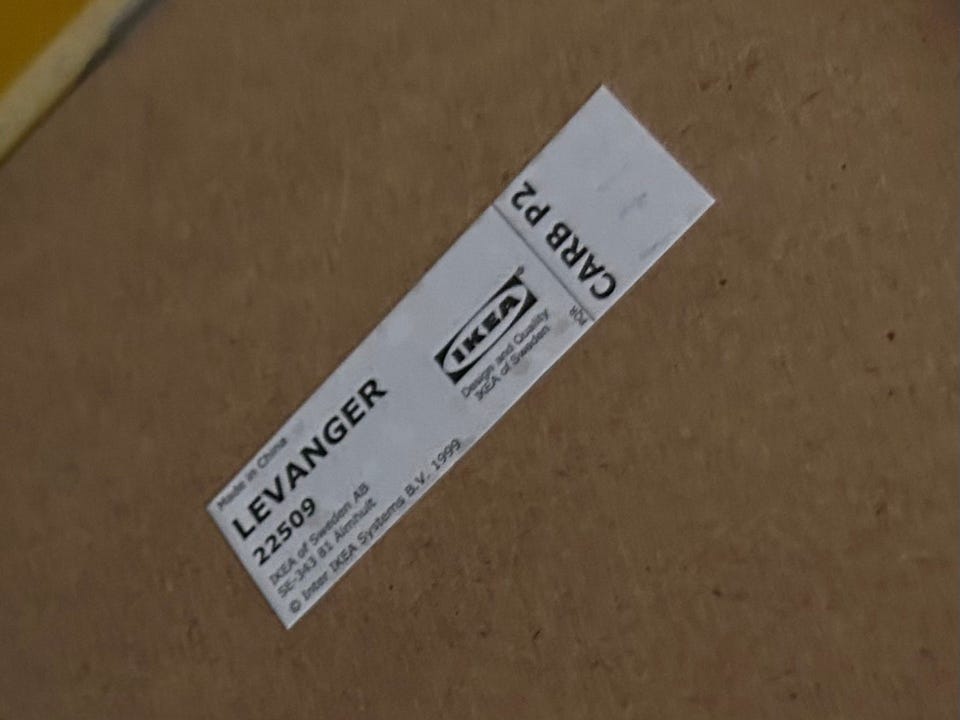 Made in China
LEVANGER
22509
IKEA of Sweden AB
SE-343 81 Älmhult
© Inter IKEA Systems B.V. 1999
IKEA®
Design and Quality
IKEA of Sweden
PQR
CARB P2